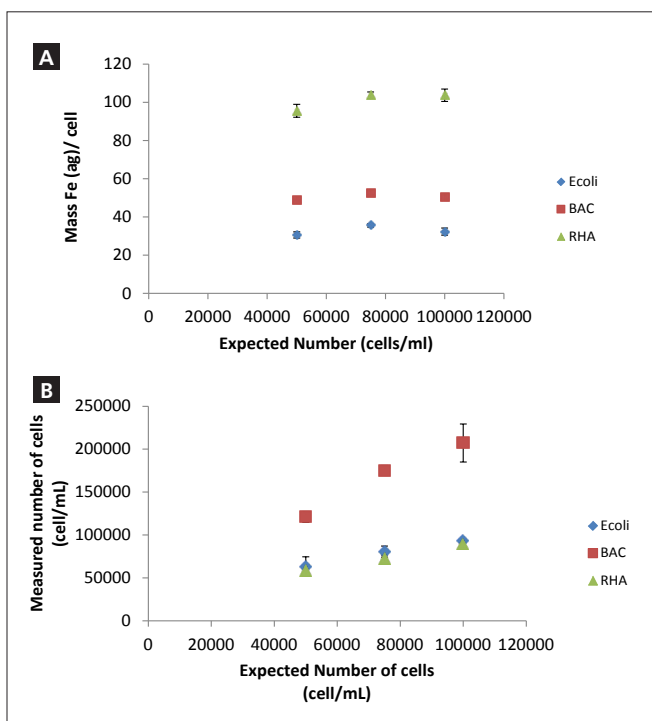 A
Mass Fe (ag)/ cell
120
100
80
60
40
20
0
0 20000 40000 60000 80000 100000 120000
Expected Number (cells/ml)
Ecoli
BAC
RHA
B
Measured number of cells
(cell/mL)
250000
200000
150000
100000
50000
0
0 20000 40000 60000 80000 100000 120000
Expected Number of cells
(cell/mL)
Ecoli
BAC
RHA